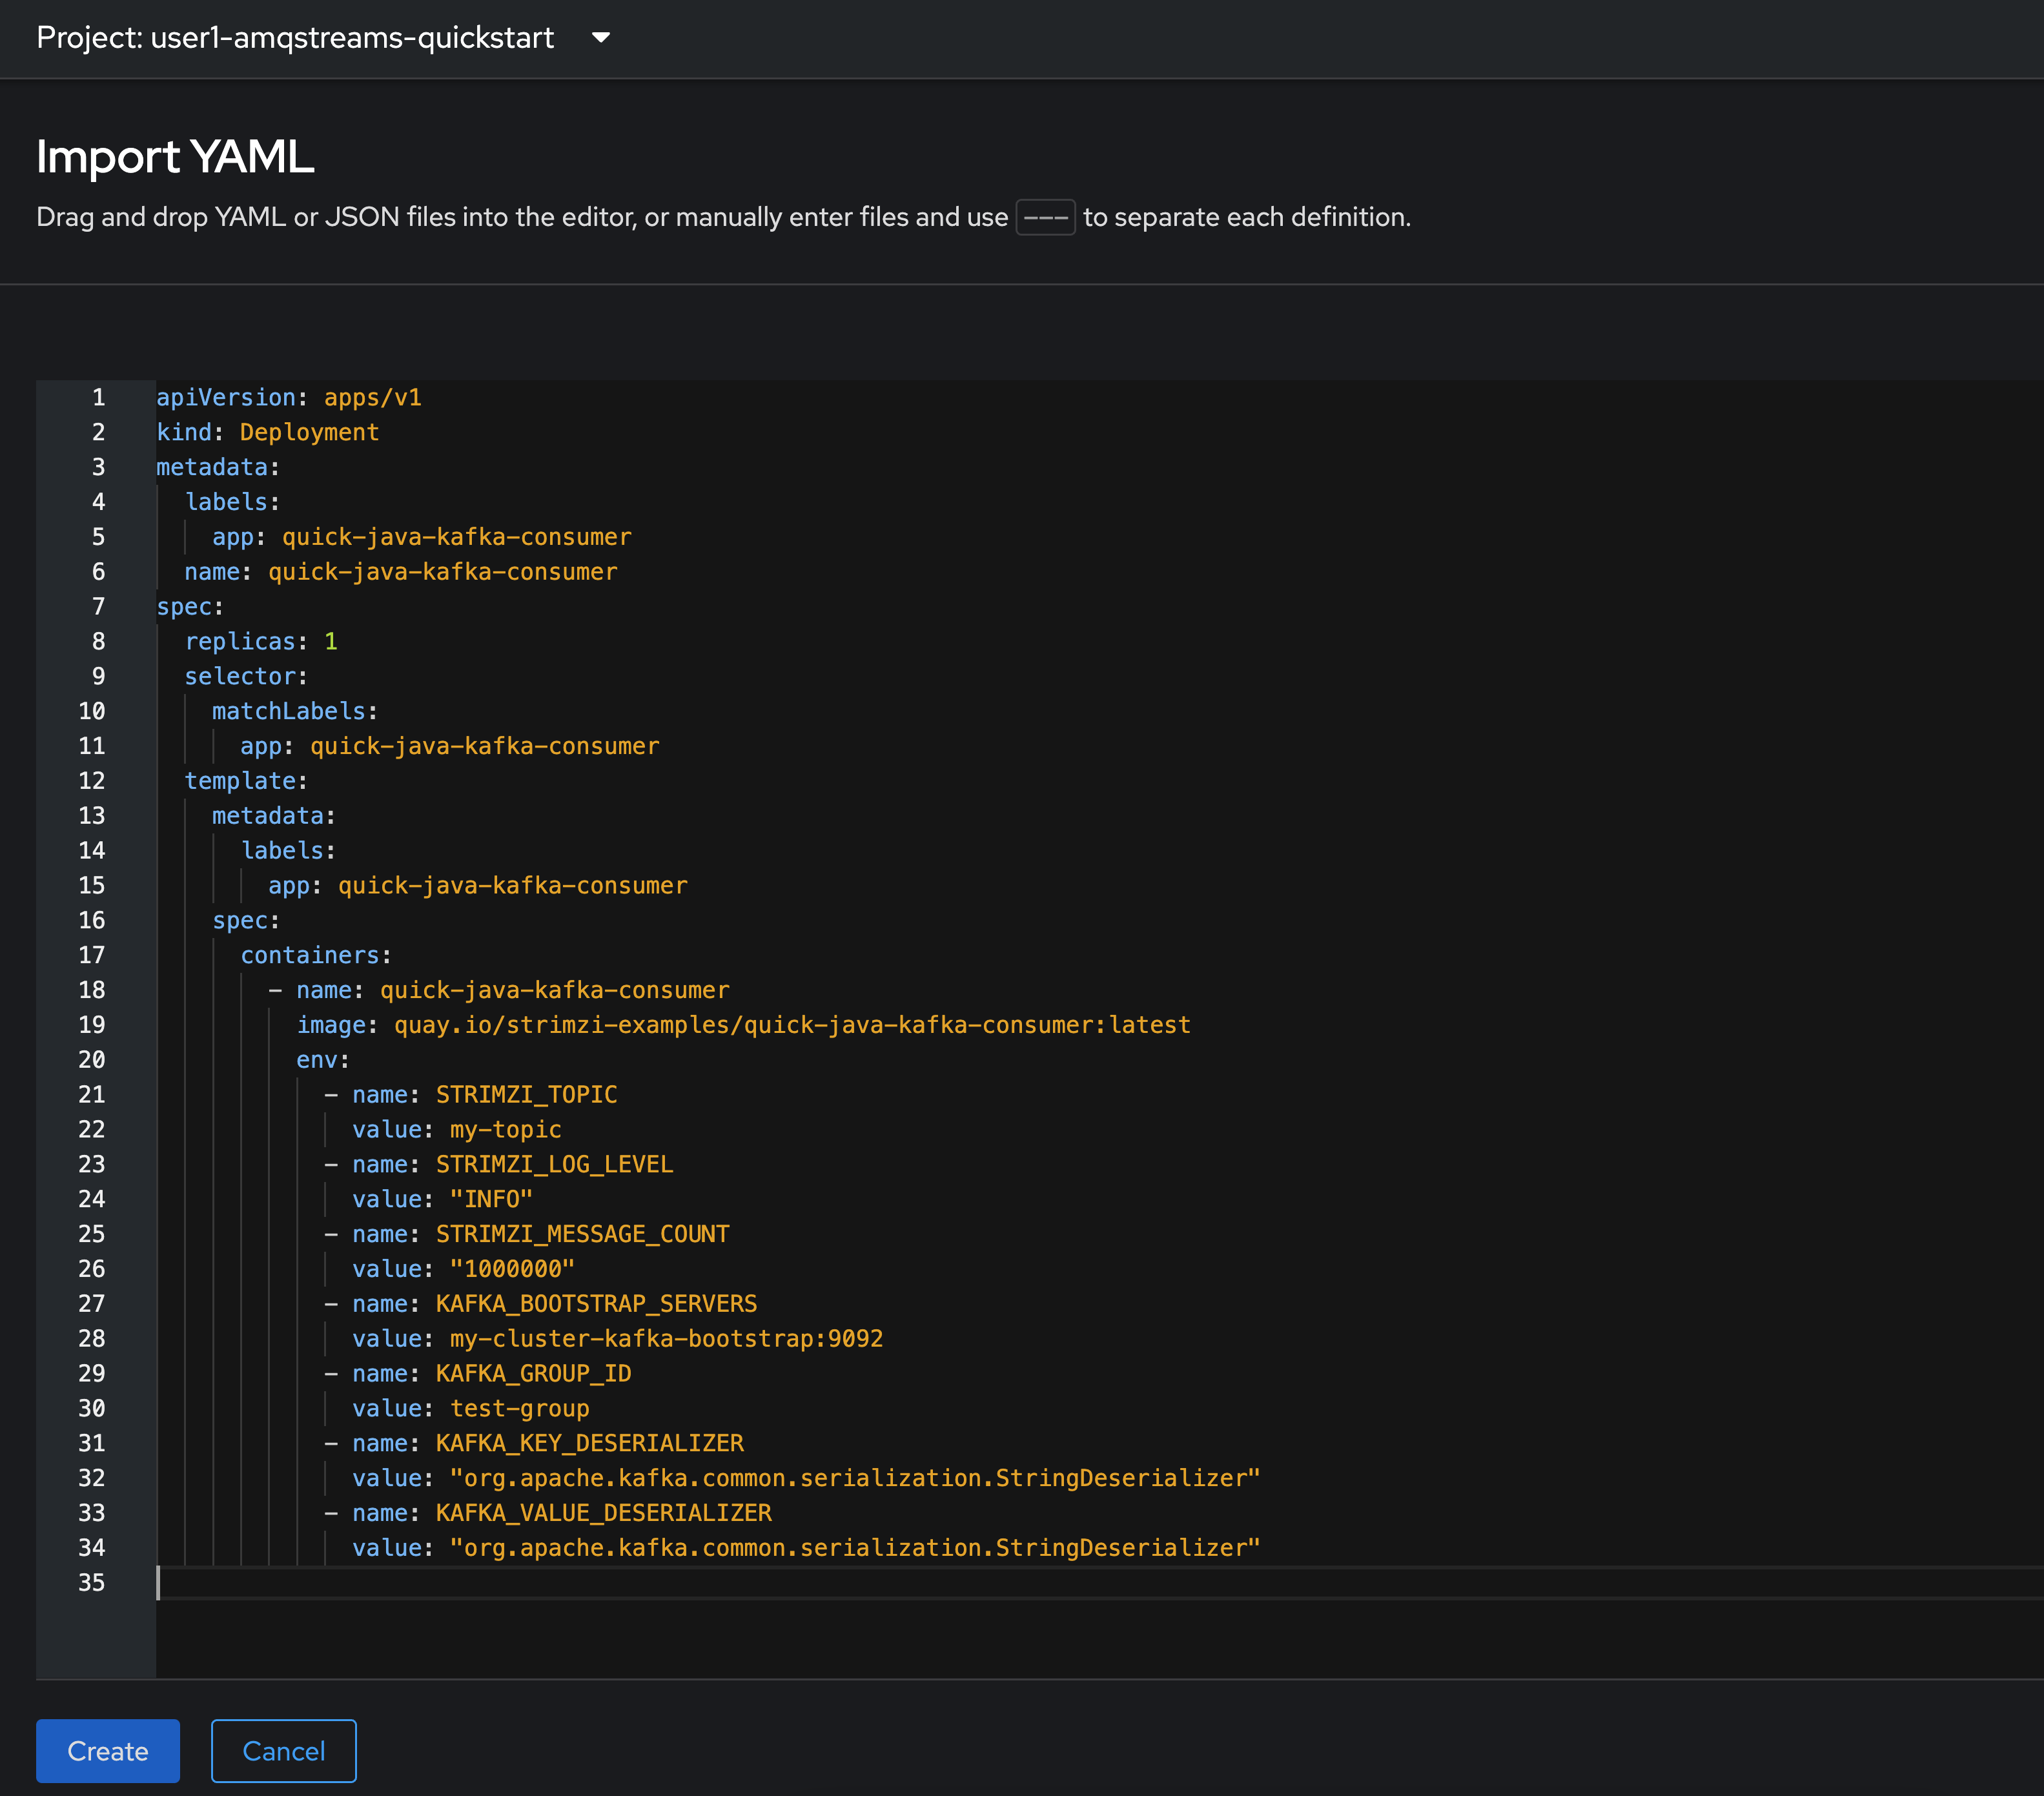 Project: user1-amqstreams-quickstart
Import YAML
Drag and drop YAML or JSON files into the editor, or manually enter files and use --- to separate each definition.
1 apiVersion: apps/v1
2 kind: Deployment
3 metadata:
4   labels:
5     app: quick-java-kafka-consumer
6   name: quick-java-kafka-consumer
7 spec:
8   replicas: 1
9   selector:
10     matchLabels:
11       app: quick-java-kafka-consumer
12   template:
13     metadata:
14       labels:
15         app: quick-java-kafka-consumer
16     spec:
17       containers:
18         - name: quick-java-kafka-consumer
19           image: quay.io/strimzi-examples/quick-java-kafka-consumer:latest
20           env:
21             - name: STRIMZI_TOPIC
22               value: my-topic
23             - name: STRIMZI_LOG_LEVEL
24               value: "INFO"
25             - name: STRIMZI_MESSAGE_COUNT
26               value: "1000000"
27             - name: KAFKA_BOOTSTRAP_SERVERS
28               value: my-cluster-kafka-bootstrap:9092
29             - name: KAFKA_GROUP_ID
30               value: test-group
31             - name: KAFKA_KEY_DESERIALIZER
32               value: "org.apache.kafka.common.serialization.StringDeserializer"
33             - name: KAFKA_VALUE_DESERIALIZER
34               value: "org.apache.kafka.common.serialization.StringDeserializer"
35
Create Cancel